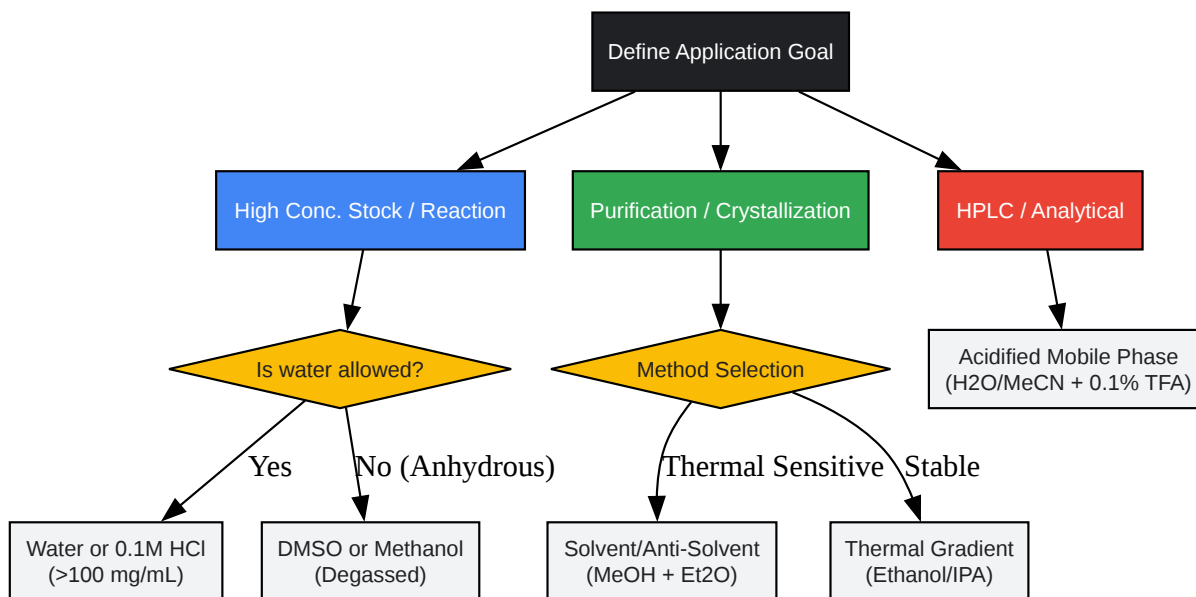 Define Application Goal
High Conc. Stock / Reaction
Purification / Crystallization
HPLC / Analytical
Is water allowed?
Method Selection
Acidified Mobile Phase
(H2O/MeCN + 0.1% TFA)
Yes
No (Anhydrous)
Thermal Sensitive
Stable
Water or 0.1M HCl
(>100 mg/mL)
DMSO or Methanol
(Degassed)
Solvent/Anti-Solvent
(MeOH + Et2O)
Thermal Gradient
(Ethanol/IPA)